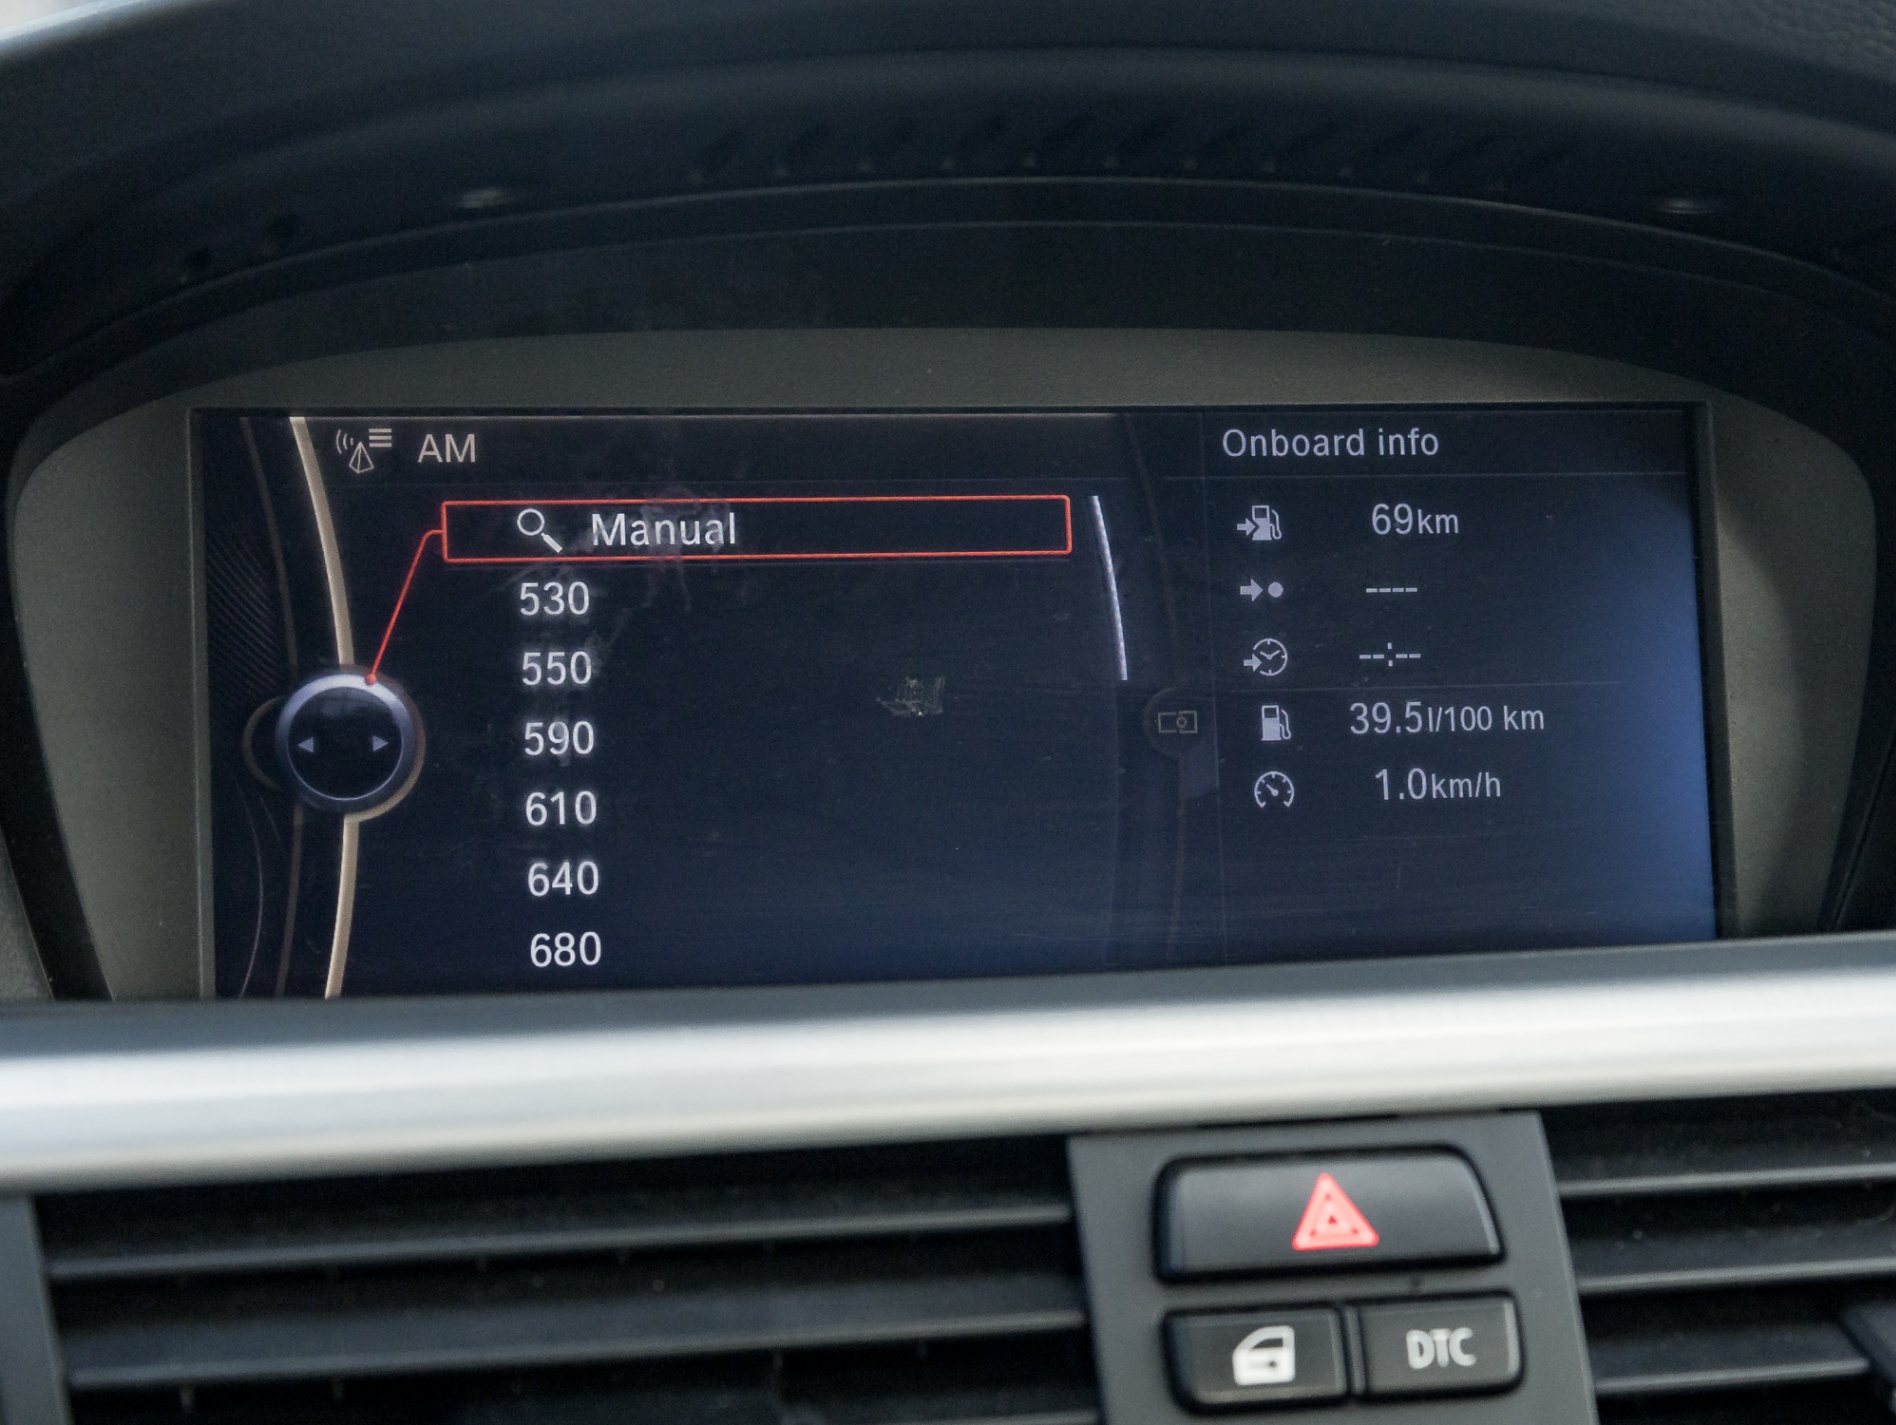 AM
Manual
530
550
590
610
640
680
Onboard info
69km
----
--:--
39.5l/100 km
1.0km/h
DTC